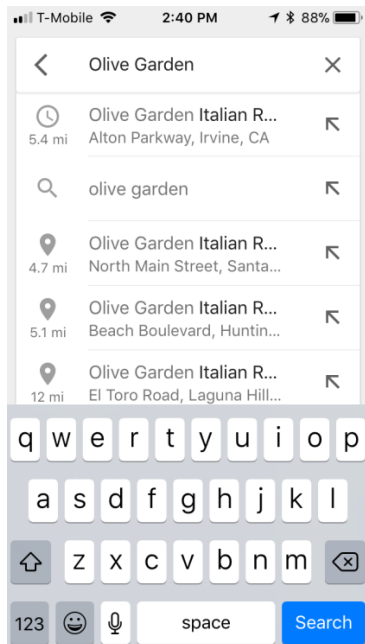 T-Mobile 2:40 PM 88%
Olive Garden
Olive Garden Italian R...
5.4 mi Alton Parkway, Irvine, CA
olive garden
Olive Garden Italian R...
4.7 mi North Main Street, Santa...
Olive Garden Italian R...
5.1 mi Beach Boulevard, Huntin...
Olive Garden Italian R...
12 mi El Toro Road, Laguna Hill...
q w e r t y u i o p
a s d f g h j k l
z x c v b n m
123 space Search